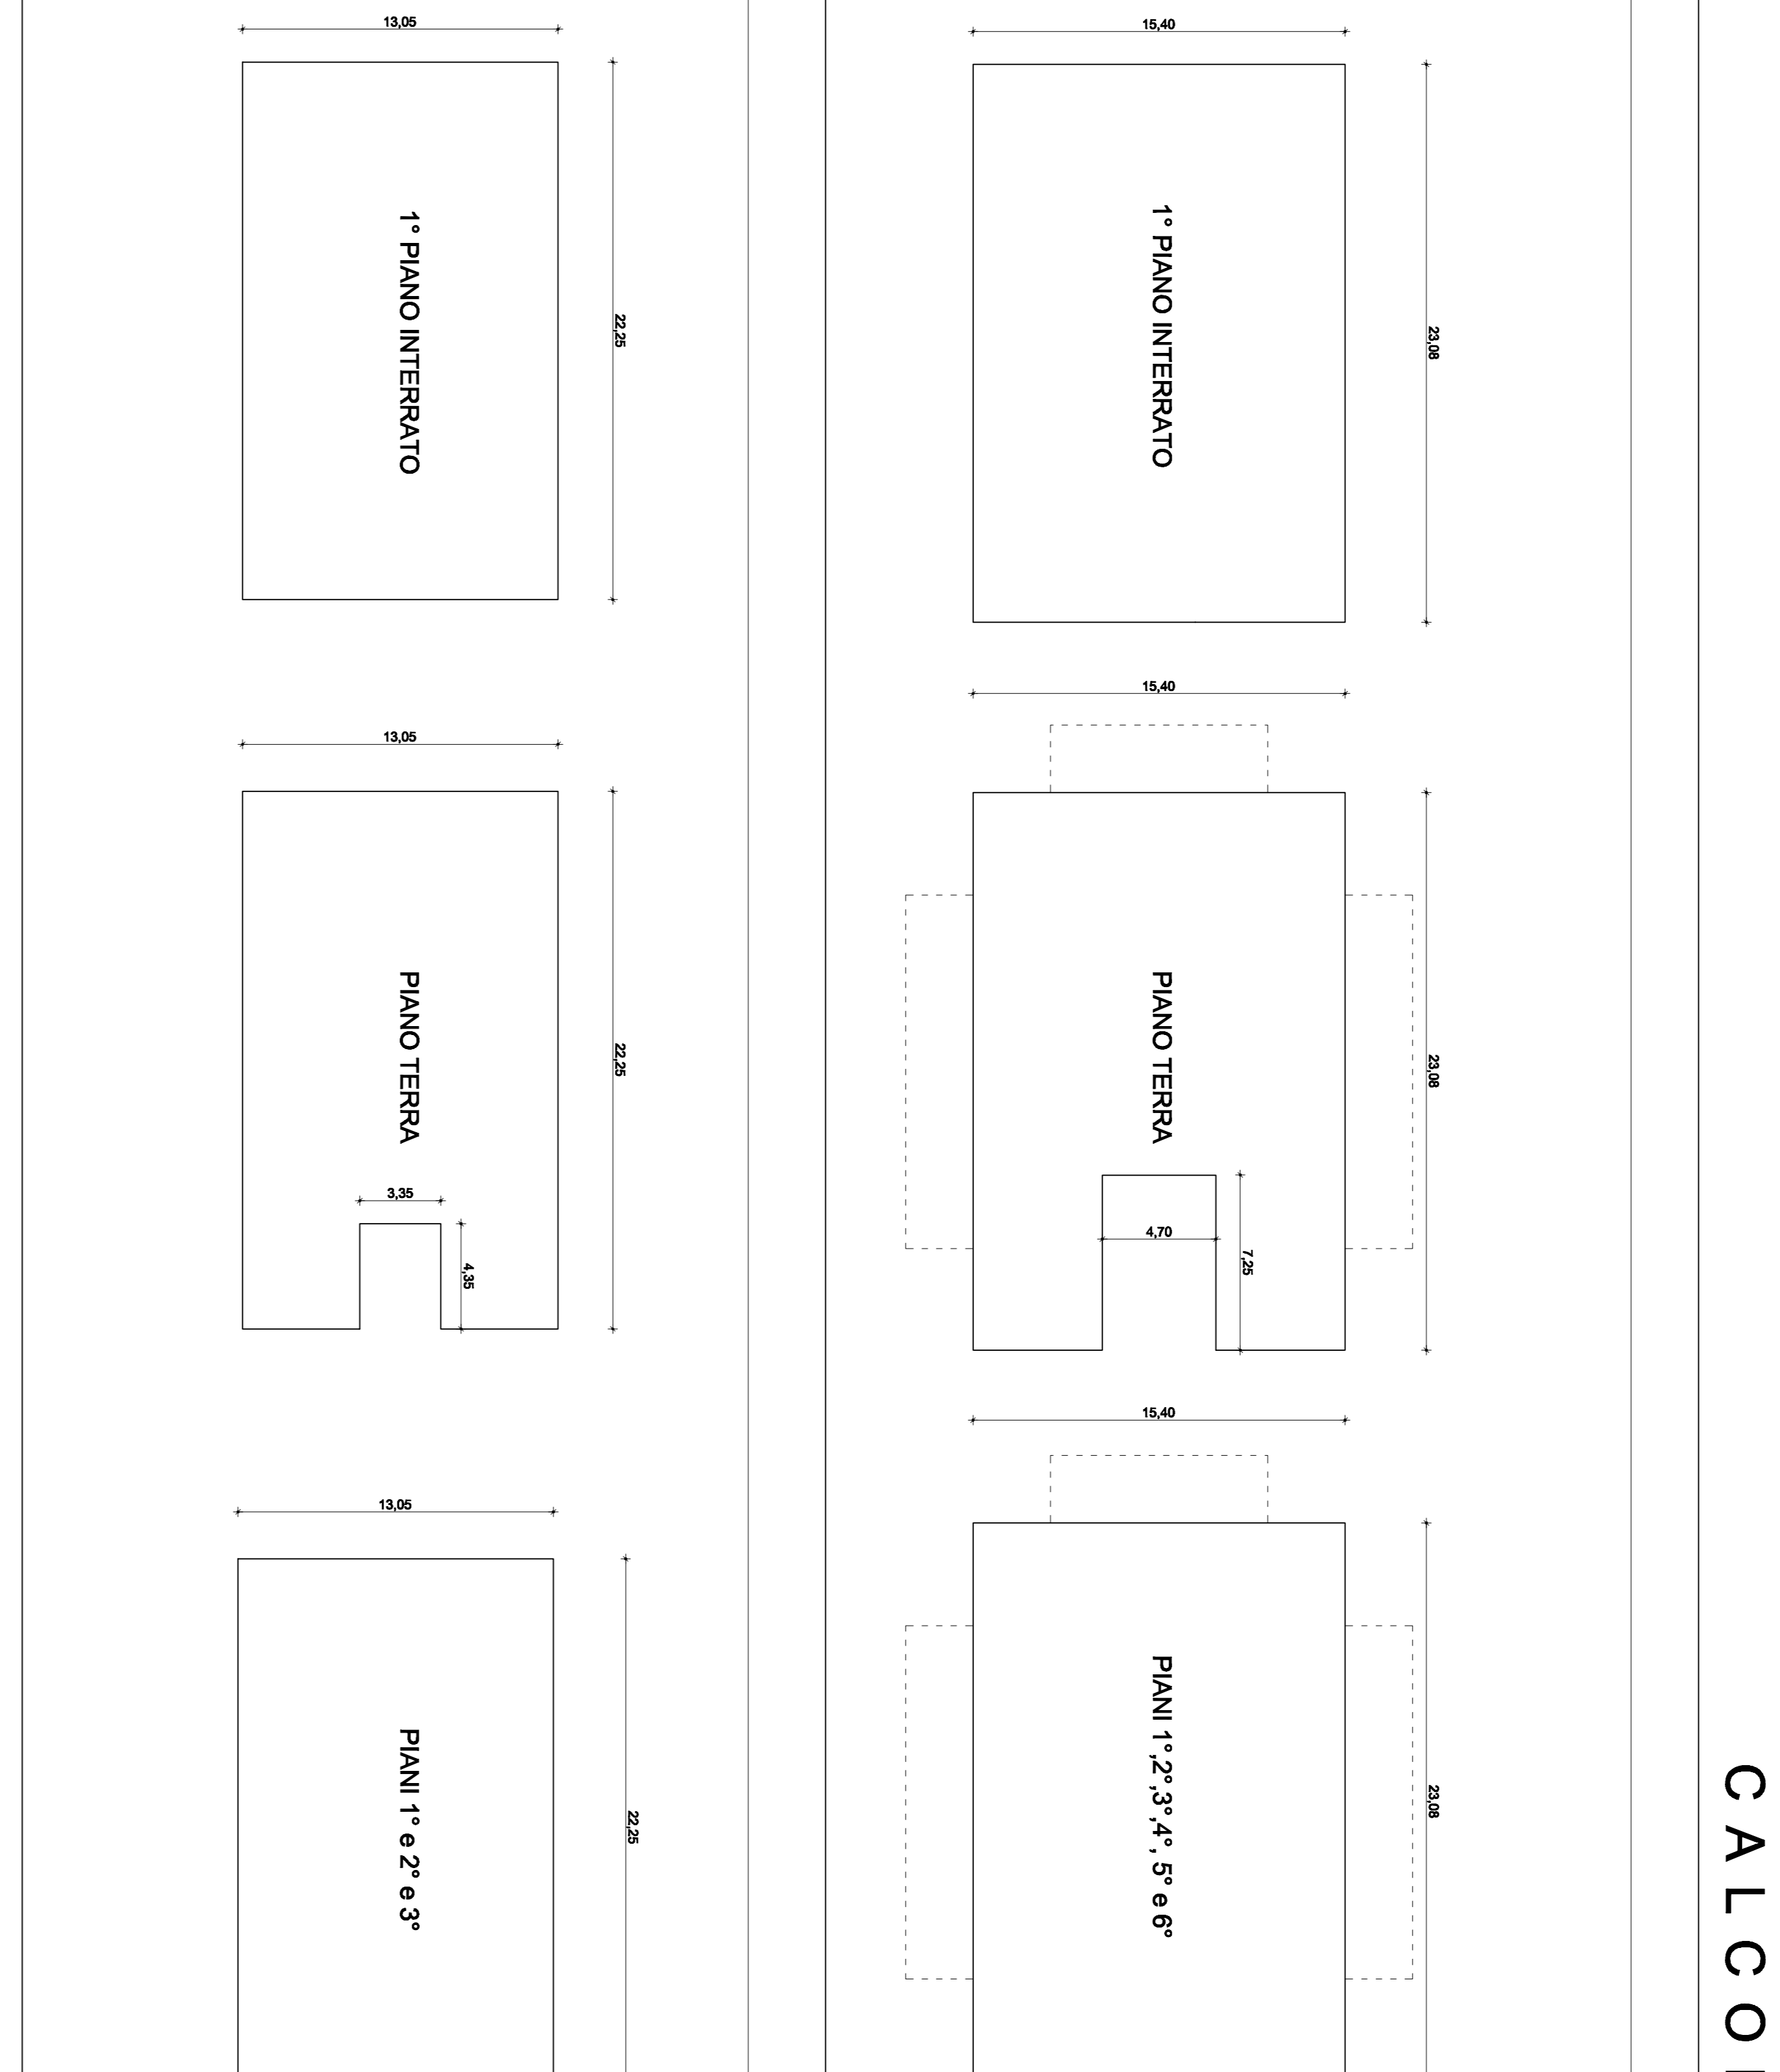 13,05
22,25
1° PIANO INTERRATO
13,05
22,25
PIANO TERRA
3,35
4,35
13,05
22,25
PIANI 1° e 2° e 3°
15,40
23,08
1° PIANO INTERRATO
15,40
23,08
PIANO TERRA
4,70
7,25
15,40
23,08
PIANI 1°,2°,3°,4°, 5° e 6°
CALCO